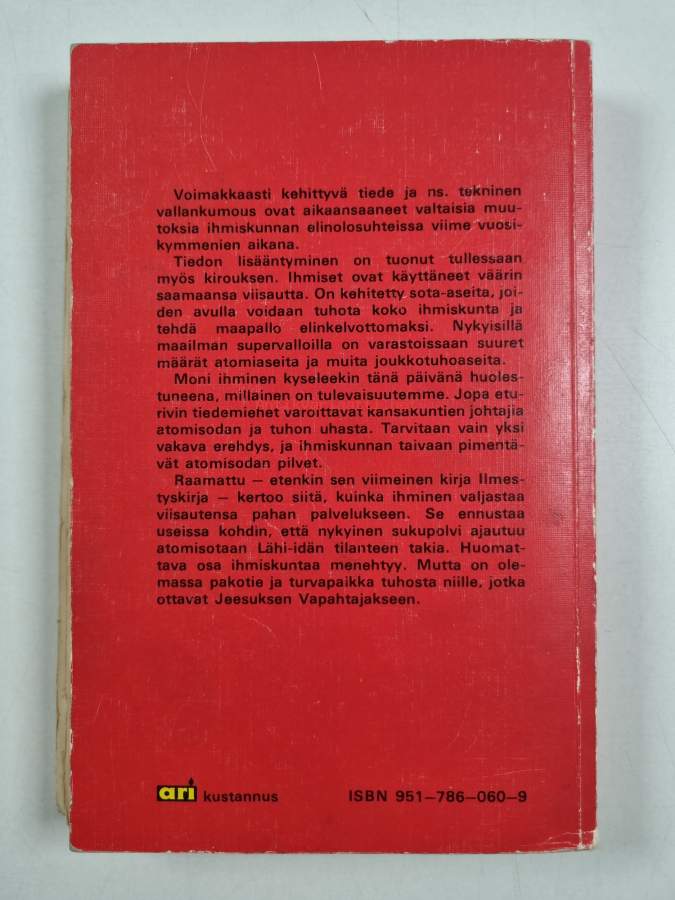 Voimakkaasti kehittyvä tiede ja ns. tekninen
vallankumous ovat aikaansaaneet valtaisia muu-
toksia ihmiskunnan elinolosuhteissa viime vuosi-
kymmenien aikana.
Tiedon lisääntyminen on tuonut tullessaan
myös kirouksen. Ihmiset ovat käyttäneet väärin
saamaansa viisautta. On kehitetty sota-aseita, joi-
den avulla voidaan tuhota koko ihmiskunta ja
tehdä maapallo elinkelvottomaksi. Nykyisillä
maailman supervalloilla on varastoissaan suuret
määrät atomiaseita ja muita joukkotuhoaseita.
Moni ihminen kyseleekin tänä päivänä huoles-
tuneena, millainen on tulevaisuutemme. Jopa etu-
rivin tiedemiehet varoittavat kansakuntien johtajia
atomisodan ja tuhon uhasta. Tarvitaan vain yksi
vakava erehdys, ja ihmiskunnan taivaan pimentä-
vät atomisodan pilvet.
Raamattu – etenkin sen viimeinen kirja Ilmes-
tyskirja – kertoo siitä, kuinka ihminen valjastaa
viisautensa pahan palvelukseen. Se ennustaa
useissa kohdin, että nykyinen sukupolvi ajautuu
atomisotaan Lähi-idän tilanteen takia. Huomat-
tava osa ihmiskuntaa menehtyy. Mutta on ole-
massa pakotie ja turvapaikka tuhosta niille, jotka
ottavat Jeesuksen Vapahtajakseen.
ari kustannus
ISBN 951–786–060–9